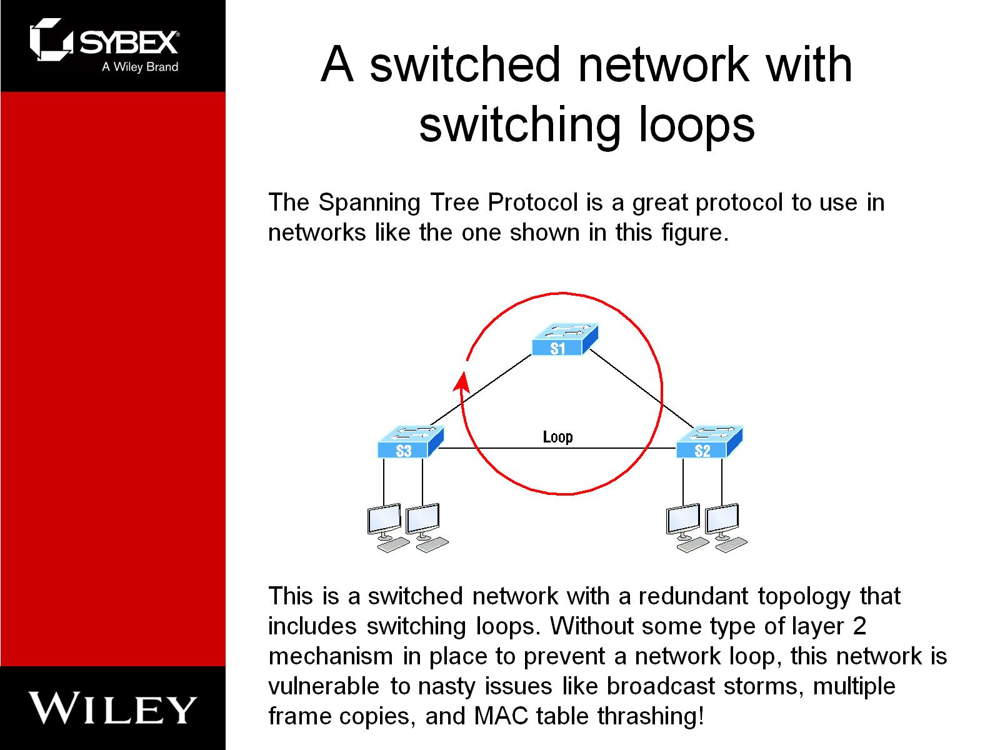 SYBEX®
A Wiley Brand
A switched network with
switching loops
The Spanning Tree Protocol is a great protocol to use in
networks like the one shown in this figure.
S1
Loop
S3
S2
This is a switched network with a redundant topology that
includes switching loops. Without some type of layer 2
mechanism in place to prevent a network loop, this network is
vulnerable to nasty issues like broadcast storms, multiple
frame copies, and MAC table thrashing!
WILEY